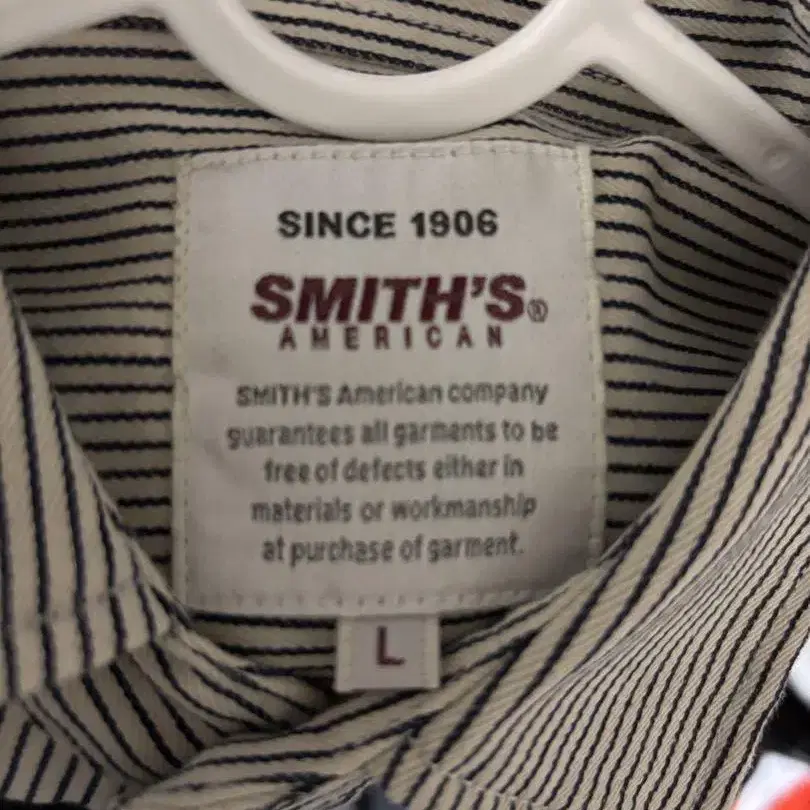 SINCE 1906
SMITH'S®
AMERICAN
SMITH'S American company
guarantees all garments to be
free of defects either in
materials or workmanship
at purchase of garment.
L